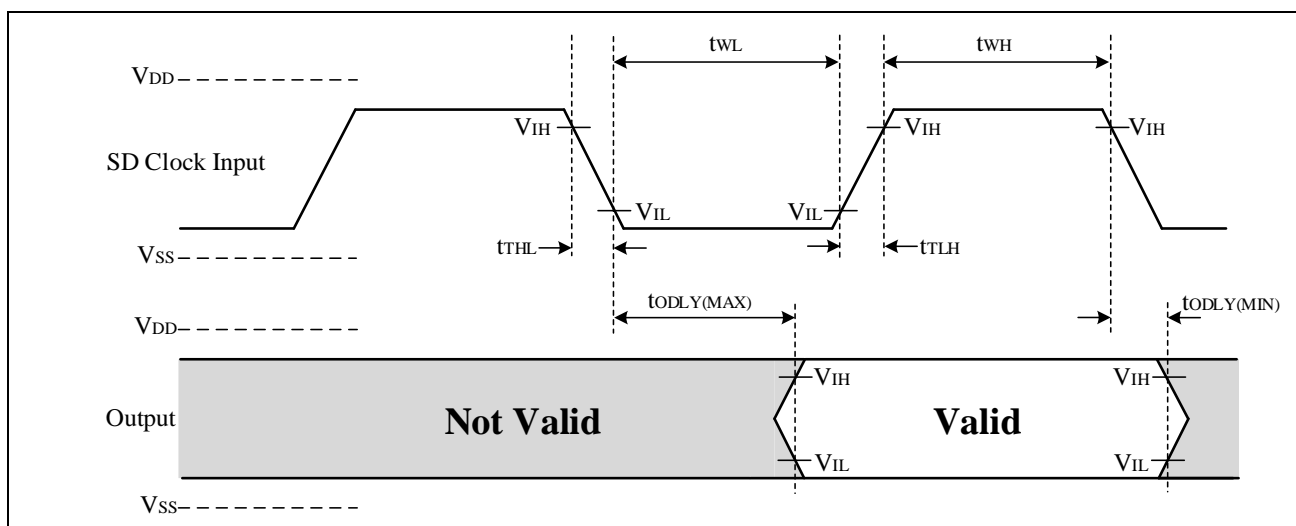 tWL
tWH
VDD
VIH
VIH
VIH
SD Clock Input
VIL
VIL
tTHL
tTLH
VSS
tODLY(MAX)
tODLY(MIN)
VDD
VIH
VIH
Output
Not Valid
Valid
VIL
VIL
VSS